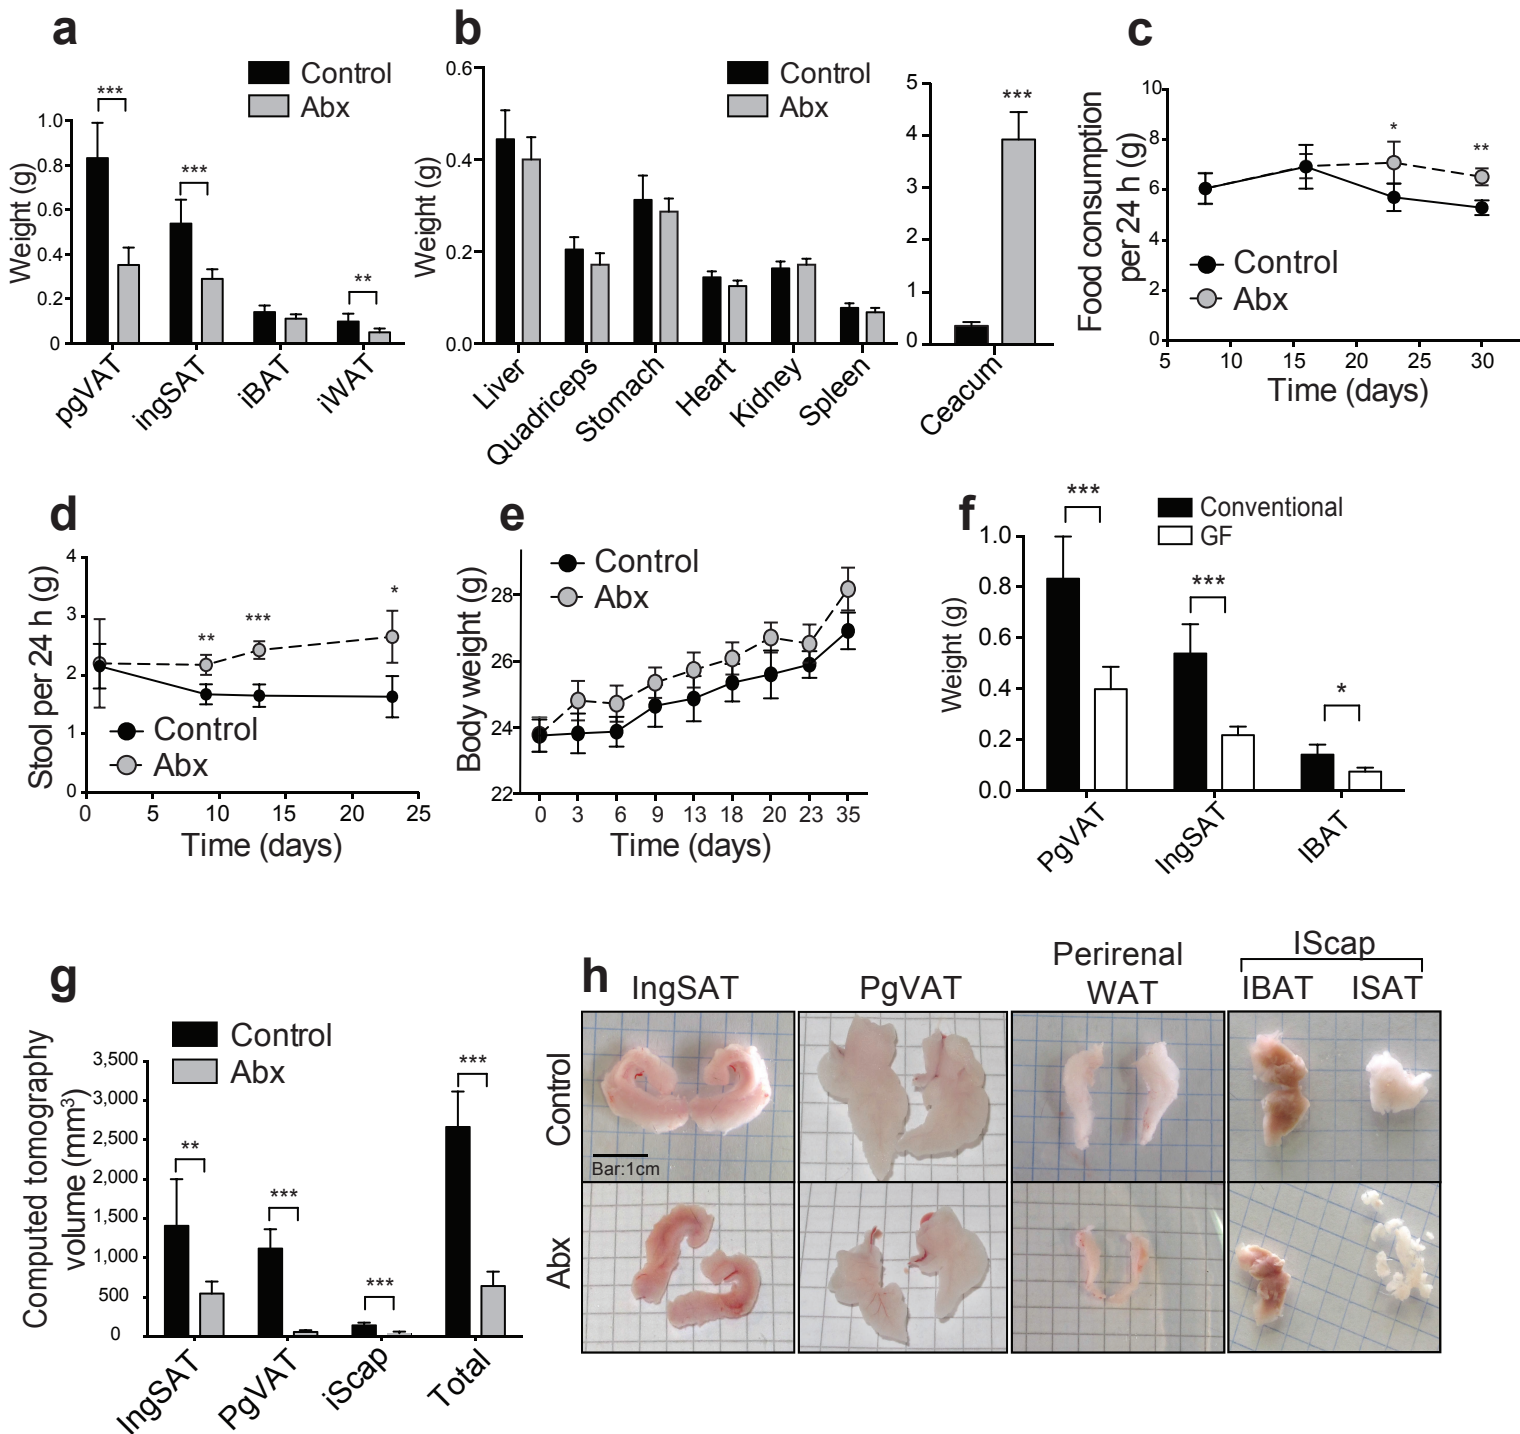 a
Control
Abx
***
***
**
Weight (g)
1.0
0.8
0.6
0.4
0.2
0
pgVAT
ingSAT
iBAT
iWAT
b
Control
Abx
Weight (g)
0.6
0.4
0.2
0.0
Liver
Quadriceps
Stomach
Heart
Kidney
Spleen
5
4
3
2
1
0
***
Ceacum
c
Food consumption
per 24 h (g)
10
8
6
4
2
0
*
**
Control
Abx
5
10
15
20
25
30
Time (days)
d
Stool per 24 h (g)
4
3
2
1
0
**
***
*
Control
Abx
0
5
10
15
20
25
Time (days)
e
Control
Abx
Body weight (g)
28
26
24
22
0
3
6
9
13
18
20
23
35
Time (days)
f
Conventional
GF
***
***
*
Weight (g)
1.0
0.8
0.6
0.4
0.2
0.0
PgVAT
IngSAT
IBAT
g
Control
Abx
Computed tomography
volume (mm³)
3,500
3,000
2,500
2,000
1,500
1,000
500
0
**
***
***
***
IngSAT
PgVAT
iScap
Total
h
IngSAT
PgVAT
Perirenal
WAT
IScap
IBAT
ISAT
Control
Bar:1cm
Abx